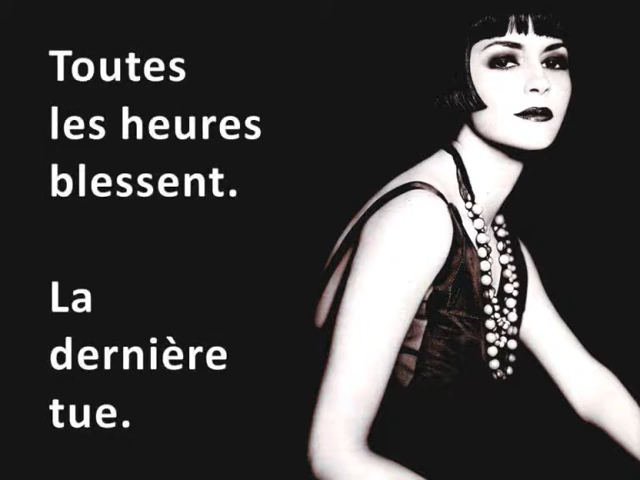 Toutes
les heures
blessent.
La
dernière
tue.